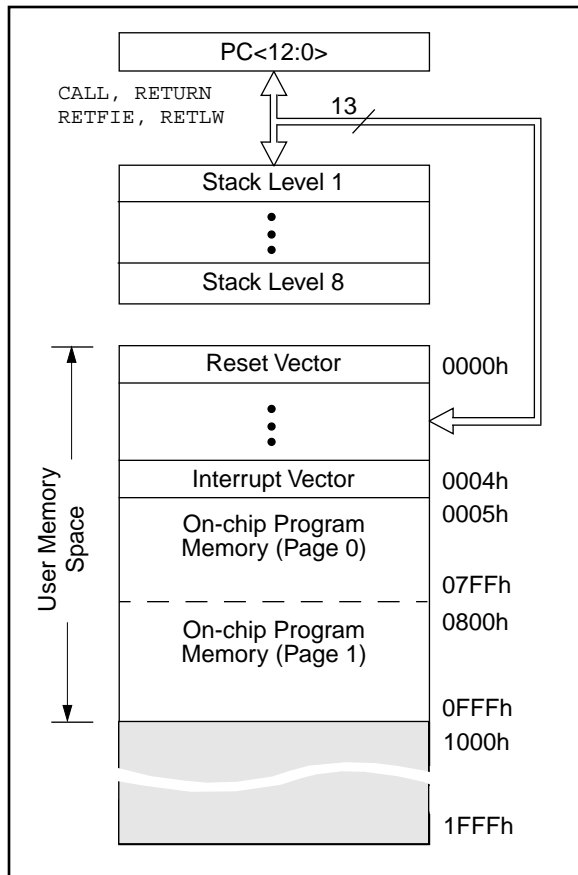 PC<12:0>
CALL, RETURN
RETFIE, RETLW
13
Stack Level 1
Stack Level 8
User Memory
Space
Reset Vector
0000h
Interrupt Vector
0004h
On-chip Program
Memory (Page 0)
0005h
07FFh
On-chip Program
Memory (Page 1)
0800h
0FFFh
1000h
1FFFh